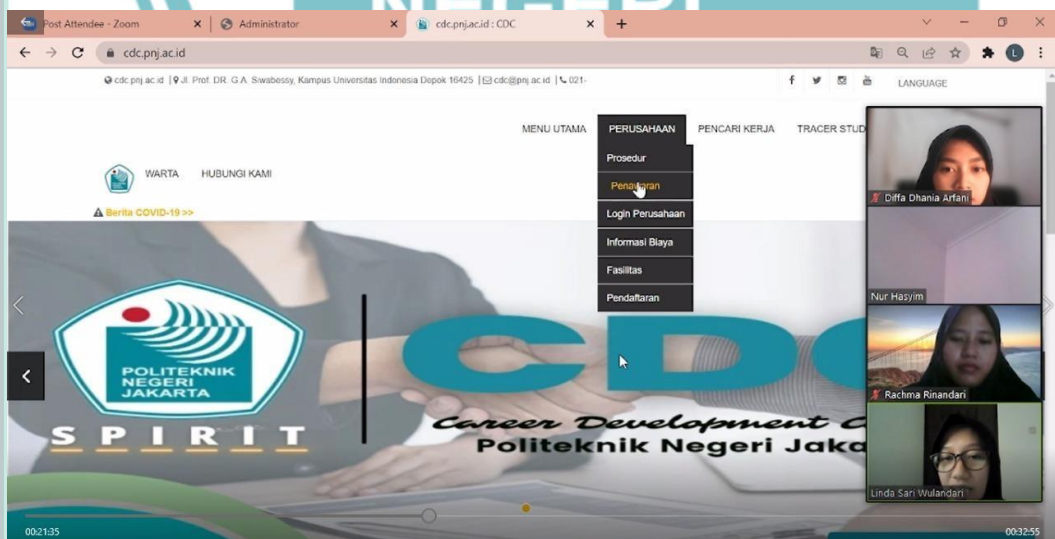 NEGERI
Post Attendee - Zoom
Administrator
cdc.pnj.ac.id : CDC
cdc.pnj.ac.id
cdc.pnj.ac.id | Jl. Prof. DR. G.A. Siwabessy, Kampus Universitas Indonesia Depok 16425 | cdc@pnj.ac.id | 021-
LANGUAGE
MENU UTAMA PERUSAHAAN PENCARI KERJA TRACER STUD
WARTA HUBUNGI KAMI
Berita COVID-19 >>
Prosedur
Penawaran
Login Perusahaan
Informasi Biaya
Fasilitas
Pendaftaran
POLITEKNIK
NEGERI
JAKARTA
SPIRIT
CDC
Career Development C
Politeknik Negeri Jaka
Diffa Dhania Arfani
Nur Hasyim
Rachma Rinandari
Linda Sari Wulandari
L
00:21:35
00:32:55